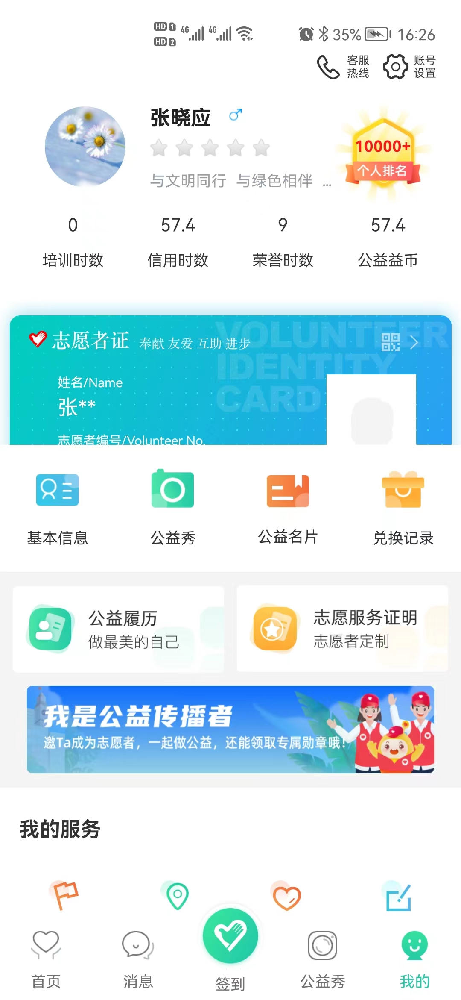 HD 1 4G 4G 35% 16:26
HD 2
客服
热线
账号
设置
张晓应
10000+
个人排名
与文明同行 与绿色相伴 ...
0 57.4 9 57.4
培训时数 信用时数 荣誉时数 公益益币
VOLUNTEER
IDENTITY
CARD
志愿者证 奉献 友爱 互助 进步
姓名/Name
张**
志愿者编号/Volunteer No.
基本信息 公益秀 公益名片 兑换记录
公益履历
做最美的自己
志愿服务证明
志愿者定制
我是公益传播者
邀Ta成为志愿者，一起做公益，还能领取专属勋章哦！
我的服务
首页 消息 签到 公益秀 我的